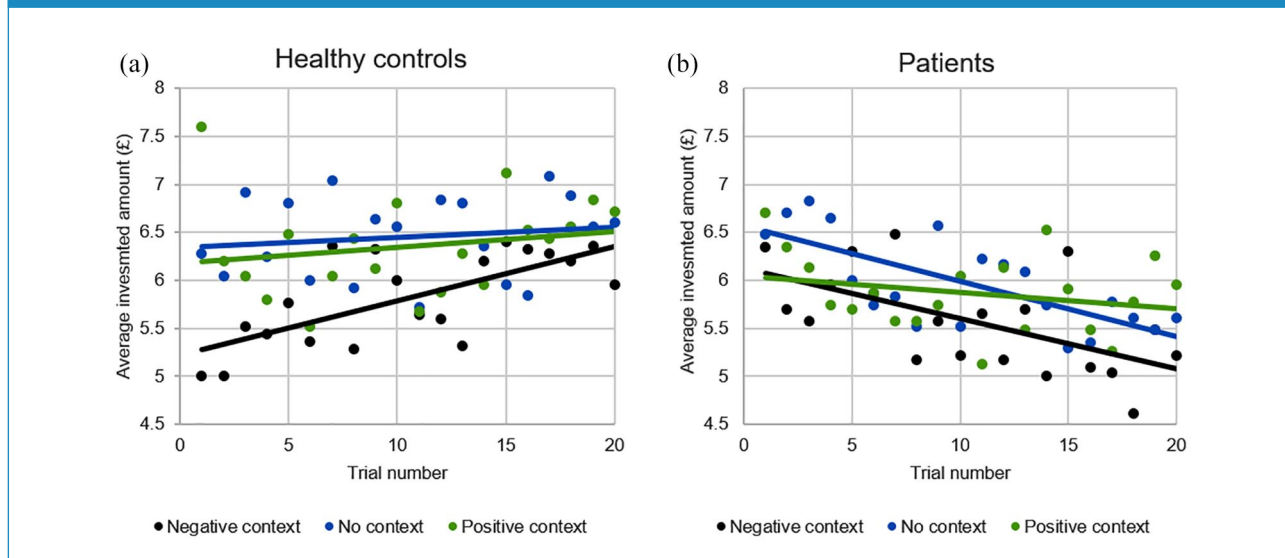 (a)
Healthy controls
Average invesmted amount (£)
8
7.5
7
6.5
6
5.5
5
4.5
0
5
10
15
20
Trial number
Negative context
No context
Positive context
(b)
Patients
Average invesmted amount (£)
8
7.5
7
6.5
6
5.5
5
4.5
0
5
10
15
20
Trial number
Negative context
No context
Positive context